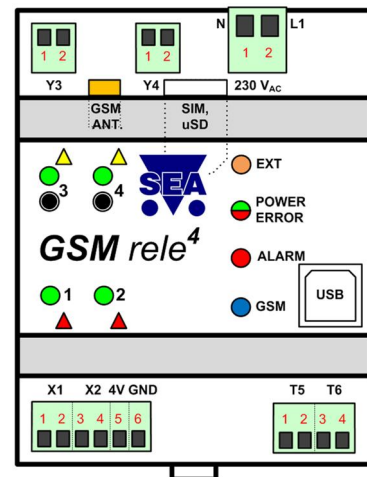 N L1
1 2 1 2 1 2
Y3 Y4 230 VAC
GSM SIM,
ANT. uSD
SEA
EXT
3 4
POWER
ERROR
GSM rele4
ALARM
1 2
USB
GSM
X1 X2 4V GND T5 T6
1 2 3 4 5 6 1 2 3 4